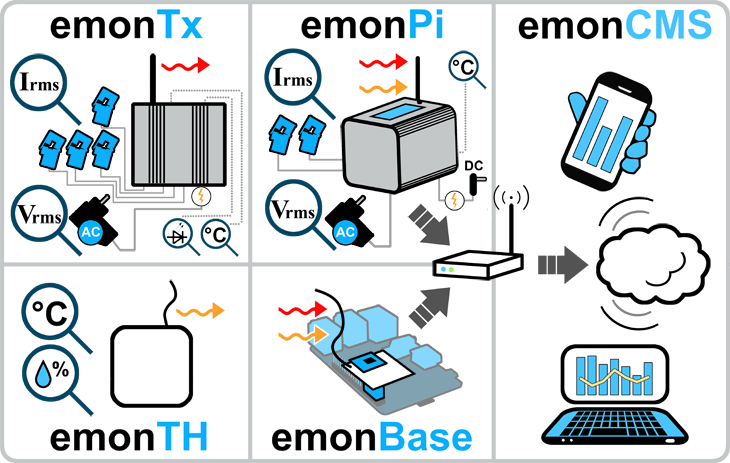 emonTx
Irms
Vrms
AC
°C
emonPi
Irms
°C
DC
Vrms
AC
emonCMS
°C
%
emonTH
emonBase